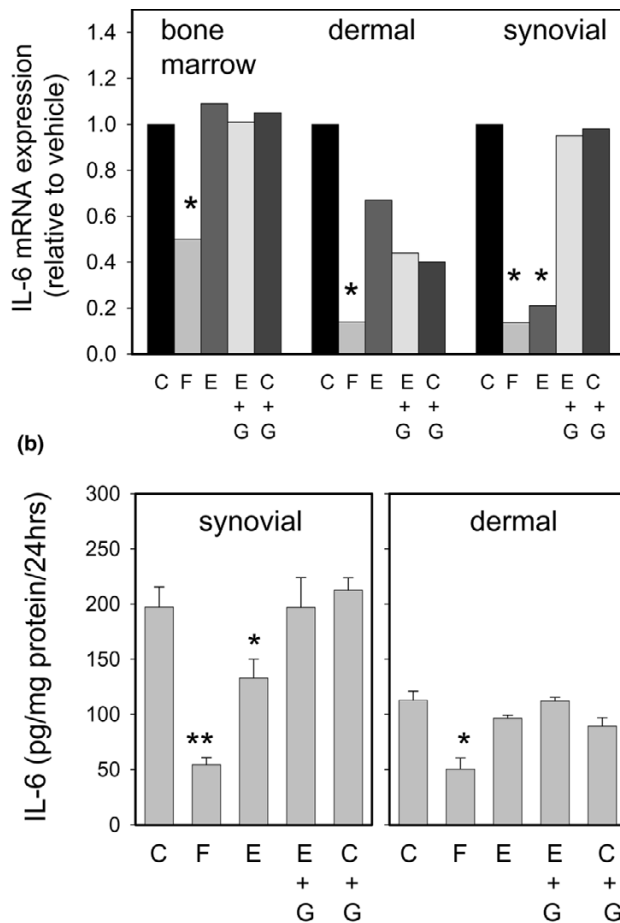 bone marrow
dermal
synovial
IL-6 mRNA expression
(relative to vehicle)
1.4
1.2
1.0
0.8
0.6
0.4
0.2
0.0
*
*
* *
C F E E + G C + G
C F E E + G C + G
C F E E + G C + G
(b)
IL-6 (pg/mg protein/24hrs)
300
250
200
150
100
50
0
synovial
**
*
C F E E + G C + G
dermal
*
C F E E + G C + G